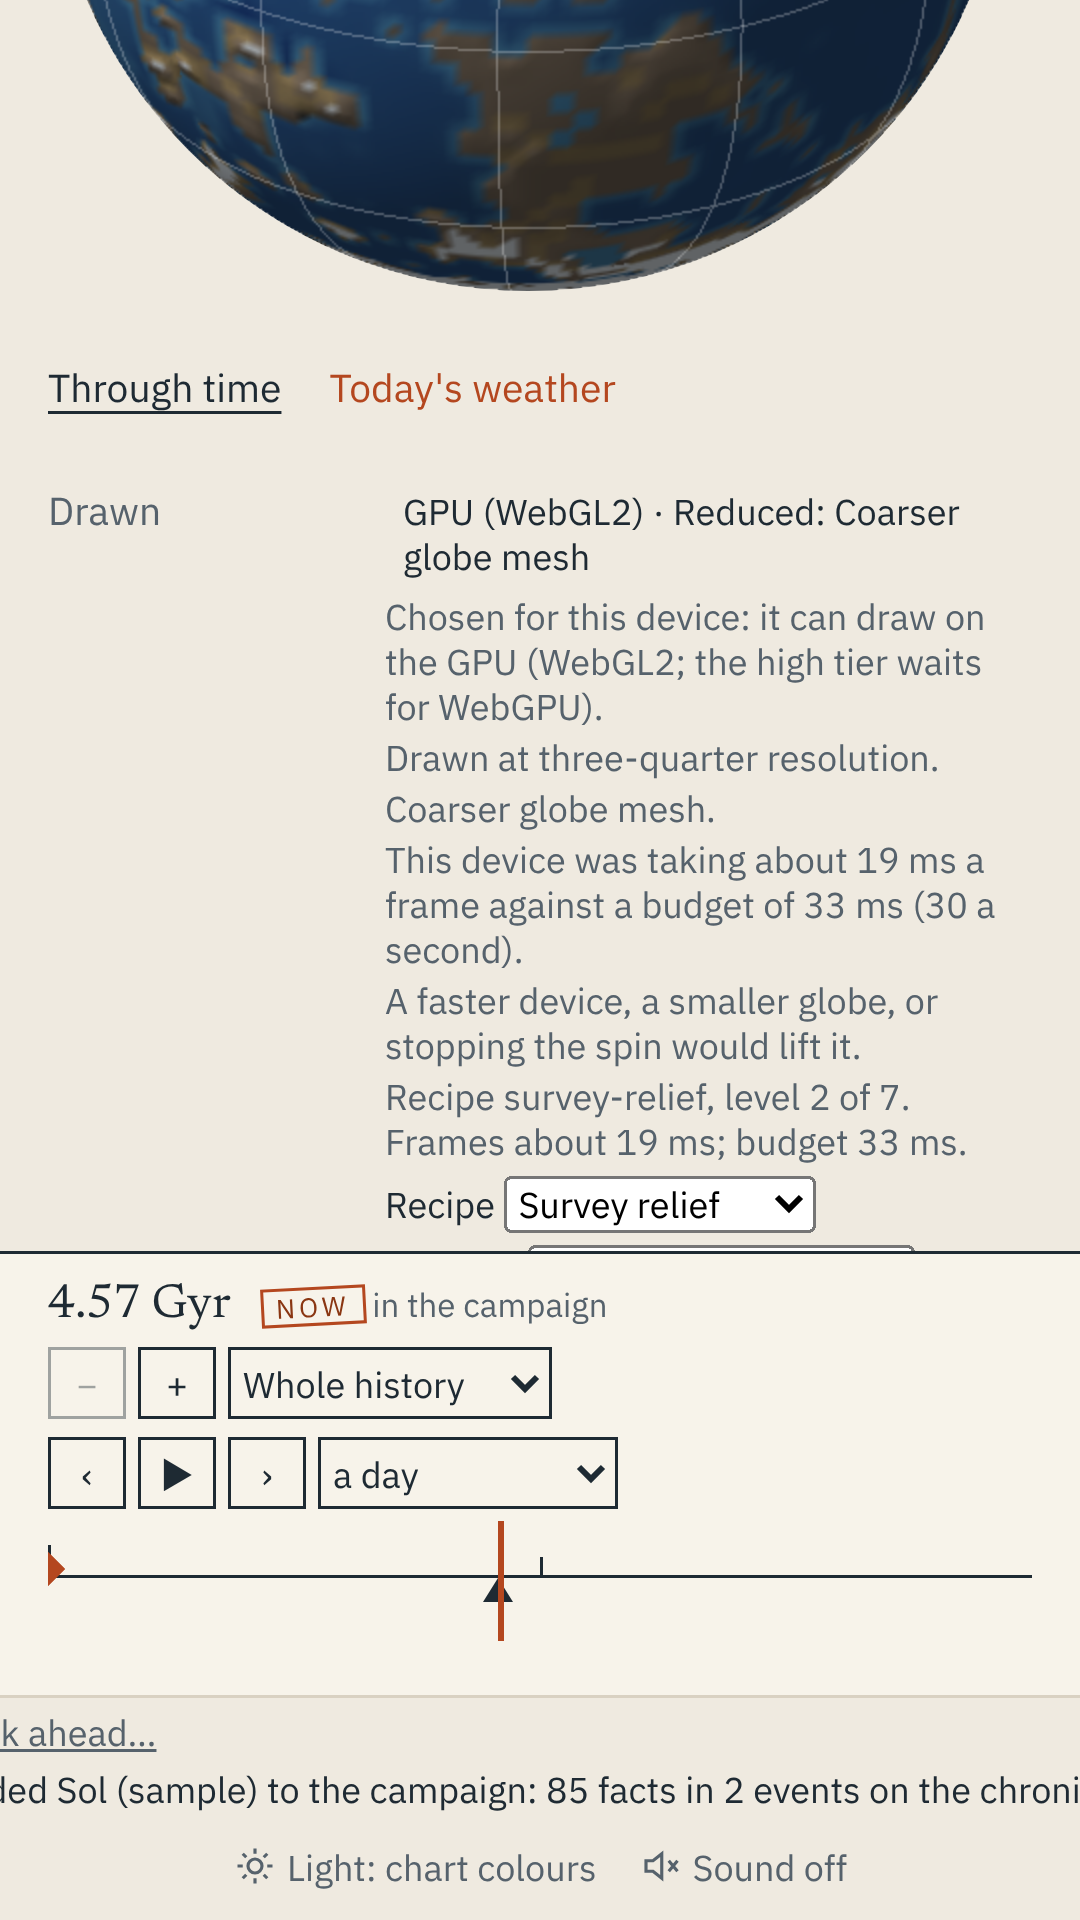 Through time Today's weather
Drawn
GPU (WebGL2) · Reduced: Coarser
globe mesh
Chosen for this device: it can draw on
the GPU (WebGL2; the high tier waits
for WebGPU).
Drawn at three-quarter resolution.
Coarser globe mesh.
This device was taking about 19 ms a
frame against a budget of 33 ms (30 a
second).
A faster device, a smaller globe, or
stopping the spin would lift it.
Recipe survey-relief, level 2 of 7.
Frames about 19 ms; budget 33 ms.
Recipe Survey relief
4.57 Gyr NOW in the campaign
− + Whole history
‹ ▶ › a day
k ahead...
ded Sol (sample) to the campaign: 85 facts in 2 events on the chroni
Light: chart colours Sound off